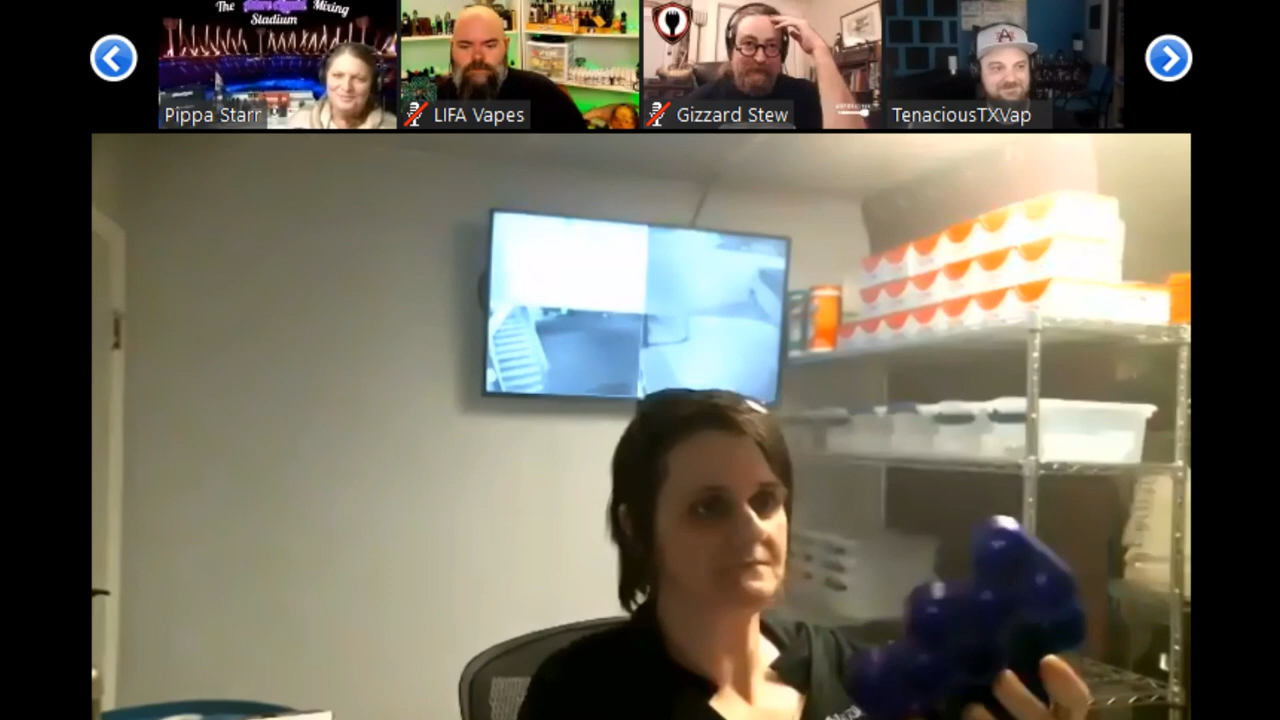 The Mixing
Stadium
Pippa Starr
LIFA Vapes
Gizzard Stew
TenaciousTXVap
A